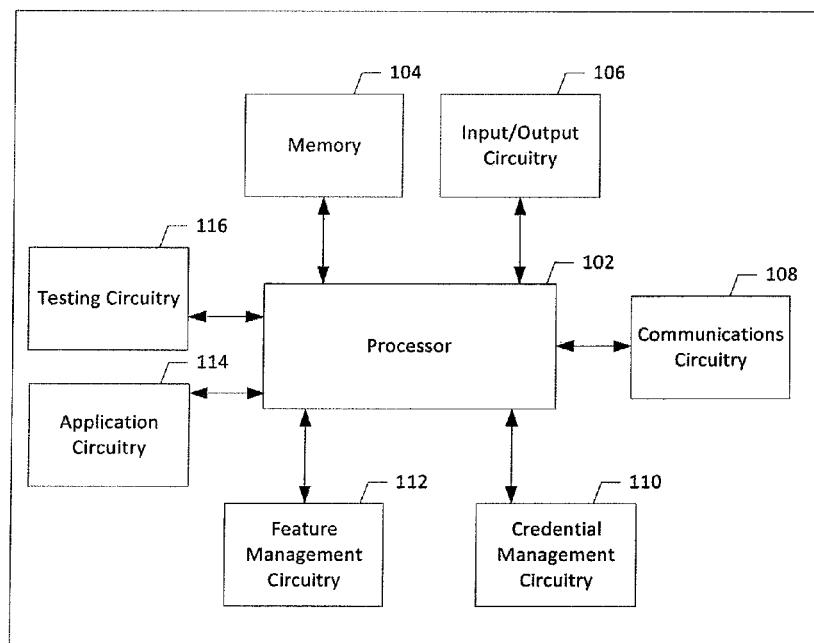 104
106
Memory
Input/Output
Circuitry
116
102
108
Testing Circuitry
Processor
Communications
Circuitry
114
Application
Circuitry
112
110
Feature
Management
Circuitry
Credential
Management
Circuitry